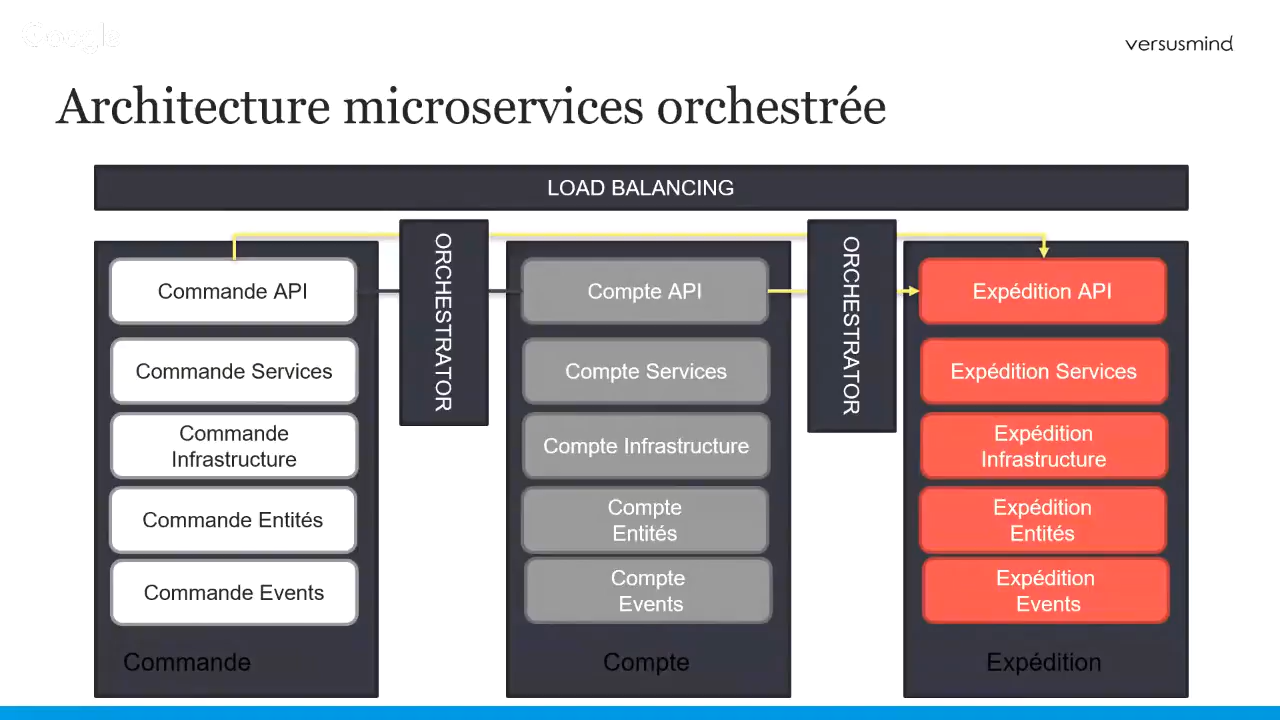 Google
versusmind
Architecture microservices orchestrée
LOAD BALANCING
ORCHESTRATOR
ORCHESTRATOR
Commande API
Commande Services
Commande
Infrastructure
Commande Entités
Commande Events
Commande
Compte API
Compte Services
Compte Infrastructure
Compte
Entités
Compte
Events
Compte
Expédition API
Expédition Services
Expédition
Infrastructure
Expédition
Entités
Expédition
Events
Expédition